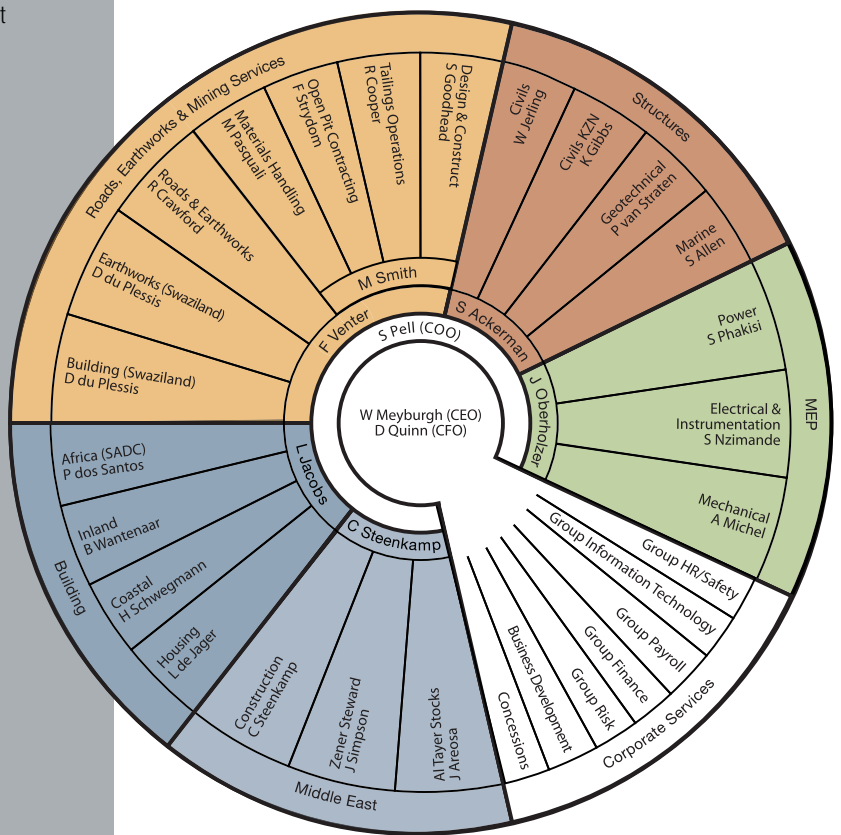 t
Roads, Earthworks & Mining Services
Building (Swaziland)
D du Plessis
Earthworks (Swaziland)
D du Plessis
Roads & Earthworks
R Crawford
Materials Handling
M Pasquali
Open Pit Contracting
F Strydom
Tailings Operations
R Cooper
Design & Construct
S Goodhead
M Smith
F Venter
Structures
Civils
W Jerling
Civils KZN
K Gibbs
Geotechnical
P van Straten
Marine
S Allen
S Ackerman
MEP
Power
S Phakisi
Electrical &
Instrumentation
S Nzimande
Mechanical
A Michel
J Oberholzer
S Pell (COO)
W Meyburgh (CEO)
D Quinn (CFO)
Corporate Services
Group HR/Safety
Group Information Technology
Group Payroll
Group Finance
Group Risk
Business Development
Concessions
Middle East
Al Tayer Stocks
J Areosa
Zener Steward
J Simpson
Construction
C Steenkamp
C Steenkamp
Building
Housing
L de Jager
Coastal
H Schwegmann
Inland
B Wantenaar
Africa (SADC)
P dos Santos
L Jacobs